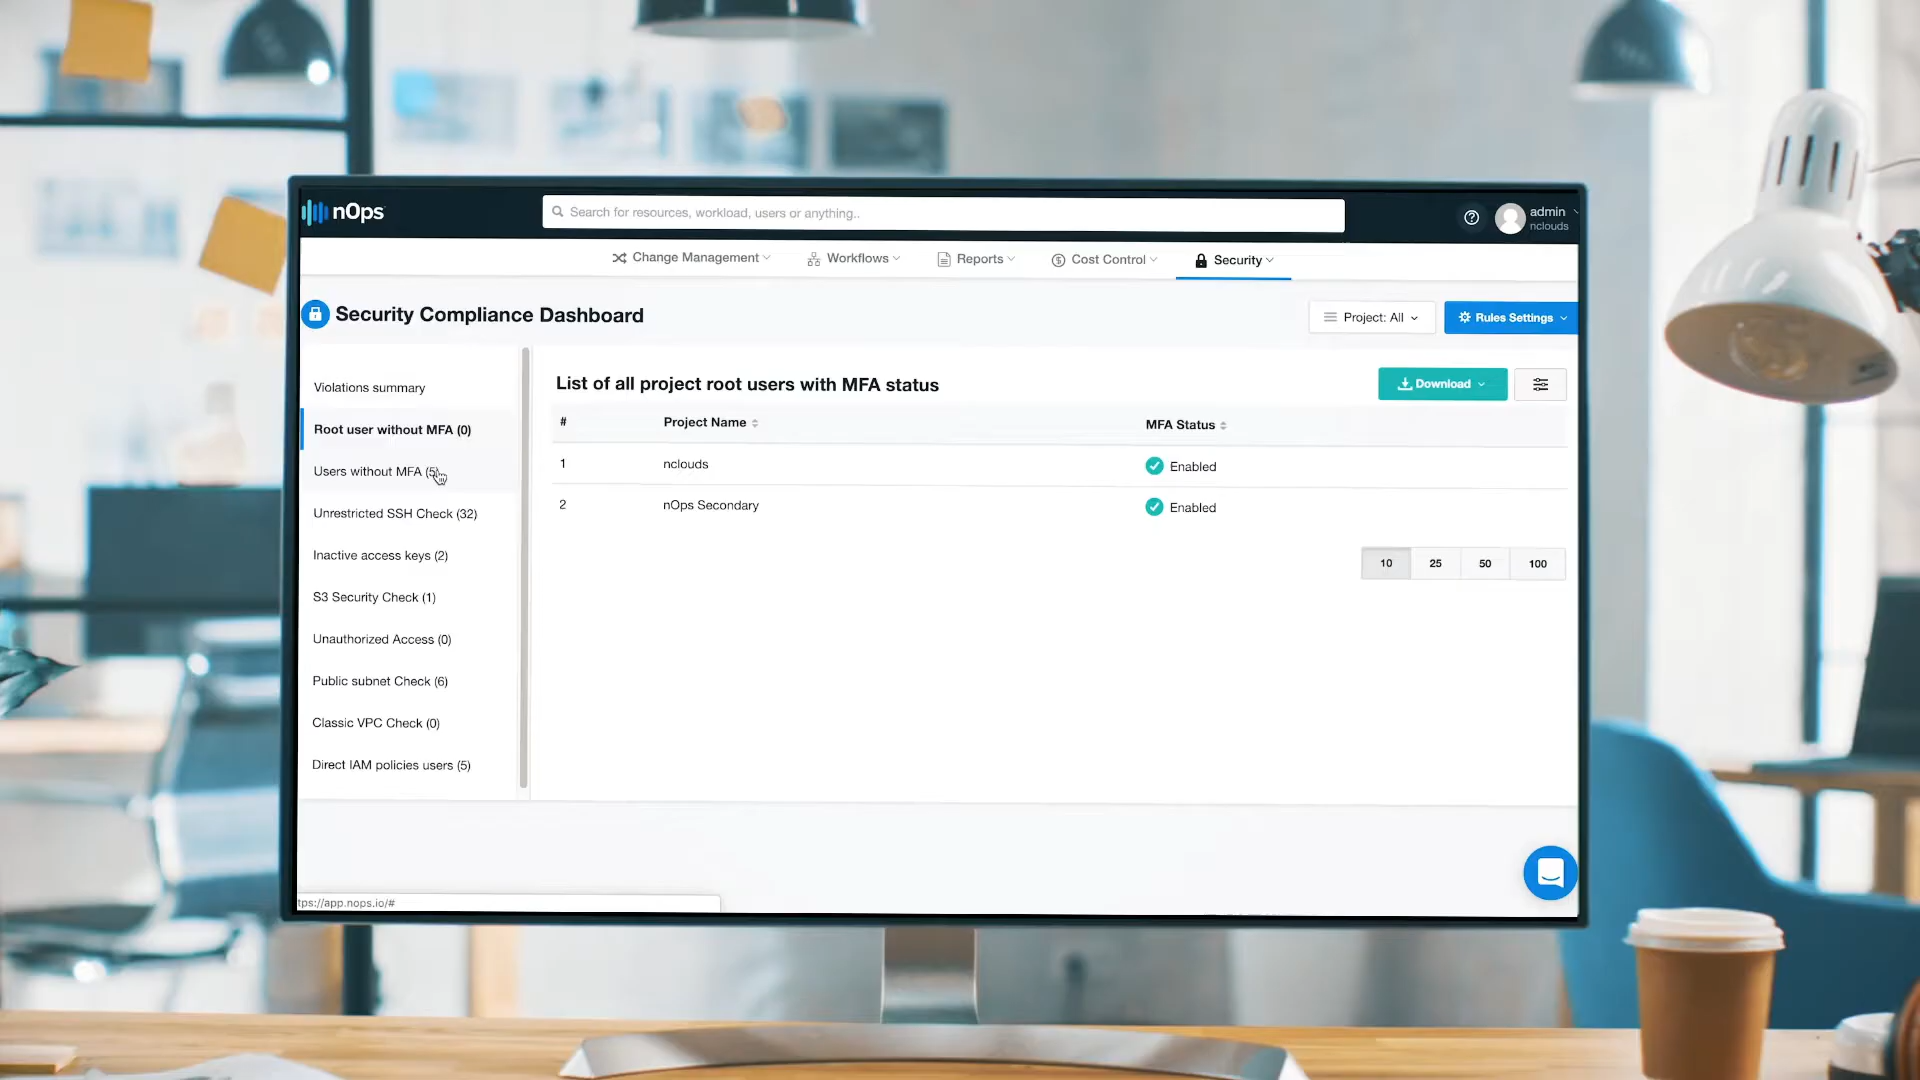 nOps
Search for resources, workload, users or anything..
admin
nclouds
Change Management
Workflows
Reports
Cost Control
Security
Security Compliance Dashboard
Project: All
Rules Settings
Violations summary
Root user without MFA (0)
Users without MFA (5)
Unrestricted SSH Check (32)
Inactive access keys (2)
S3 Security Check (1)
Unauthorized Access (0)
Public subnet Check (6)
Classic VPC Check (0)
Direct IAM policies users (5)
List of all project root users with MFA status
Download
# Project Name MFA Status
1 nclouds Enabled
2 nOps Secondary Enabled
10 25 50 100
tps://app.nops.io/#